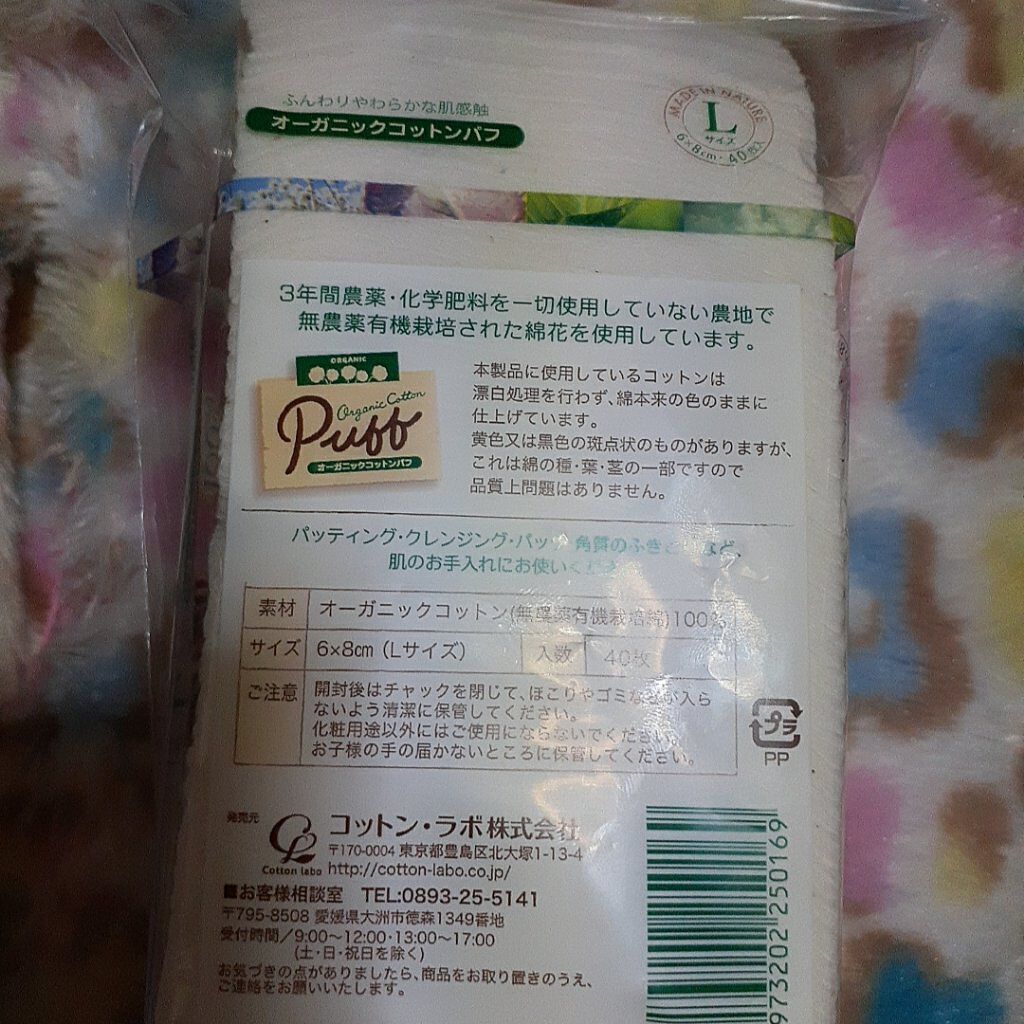 ふんわりやわらかな肌感触
オーガニックコットンパフ
MADE IN NATURE
L
サイズ
6×8cm・40枚入
3年間農薬・化学肥料を一切使用していない農地で
無農薬有機栽培された綿花を使用しています。
ORGANIC
Organic Cotton
Puff
オーガニックコットンパフ
本製品に使用しているコットンは
漂白処理を行わず、綿本来の色のままに
仕上げています。
黄色又は黒色の斑点状のものがありますが、
これは綿の種・葉・茎の一部ですので
品質上問題はありません。
パッティング・クレンジング・パック 角質のふきとりなど、
肌のお手入れにお使いくださ
素材 オーガニックコットン(無農薬有機栽培綿)100%
サイズ 6×8cm (Lサイズ) 入数 40枚
ご注意 開封後はチャックを閉じて、ほこりやゴミなどが入ら
ないよう清潔に保管してください。
化粧用途以外にはご使用にならないでください。
お子様の手の届かないところに保管してください。
プラ
PP
発売元
Cotton labo
コットン・ラボ株式会社
〒170-0004 東京都豊島区北大塚1-13-4
http://cotton-labo.co.jp/
■お客様相談室 TEL:0893-25-5141
〒795-8508 愛媛県大洲市徳森1349番地
受付時間/9:00〜12:00・13:00〜17:00
(土・日・祝日を除く)
お気づきの点がありましたら、商品をお取り置きのうえ、
ご連絡をお願いいたします。
973202 250169